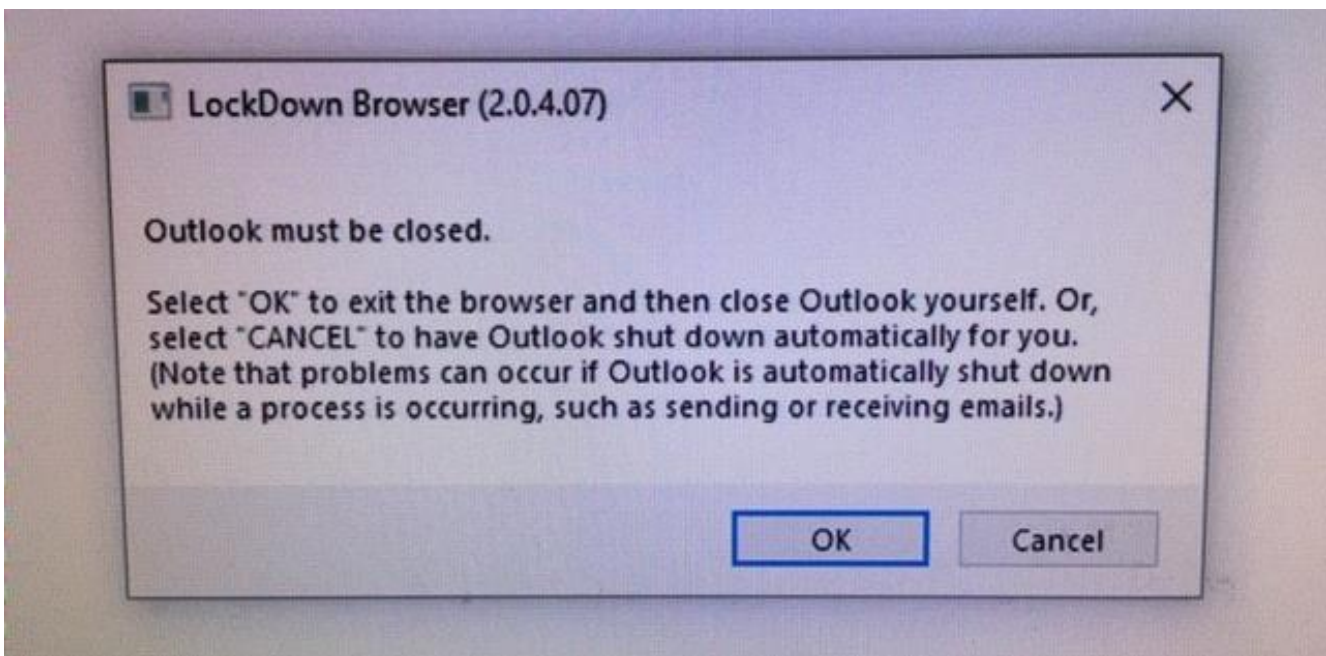 LockDown Browser (2.0.4.07)
Outlook must be closed.
Select "OK" to exit the browser and then close Outlook yourself. Or,
select "CANCEL" to have Outlook shut down automatically for you.
(Note that problems can occur if Outlook is automatically shut down
while a process is occurring, such as sending or receiving emails.)
OK Cancel